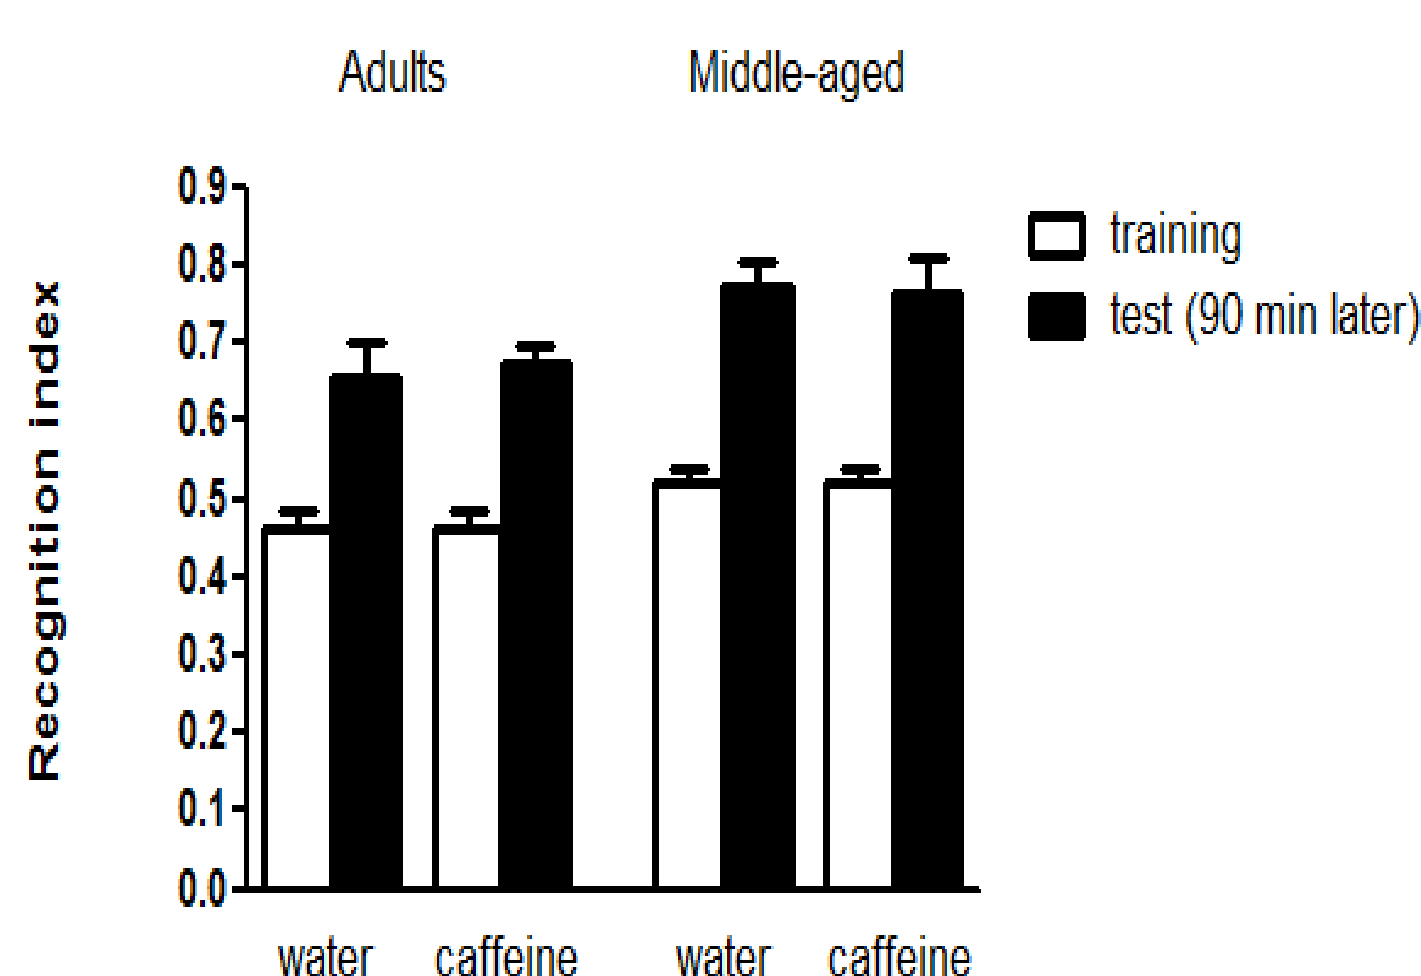 Adults Middle-aged
Recognition index
0.9
0.8
0.7
0.6
0.5
0.4
0.3
0.2
0.1
0.0
training
test (90 min later)
water caffeine water caffeine